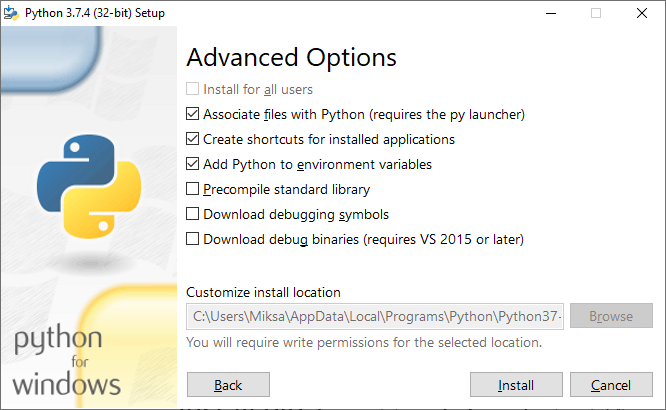 Python 3.7.4 (32-bit) Setup
Advanced Options
Install for all users
Associate files with Python (requires the py launcher)
Create shortcuts for installed applications
Add Python to environment variables
Precompile standard library
Download debugging symbols
Download debug binaries (requires VS 2015 or later)
Customize install location
C:\Users\Miksa\AppData\Local\Programs\Python\Python37-
Browse
You will require write permissions for the selected location.
python
for
windows
Back
Install
Cancel